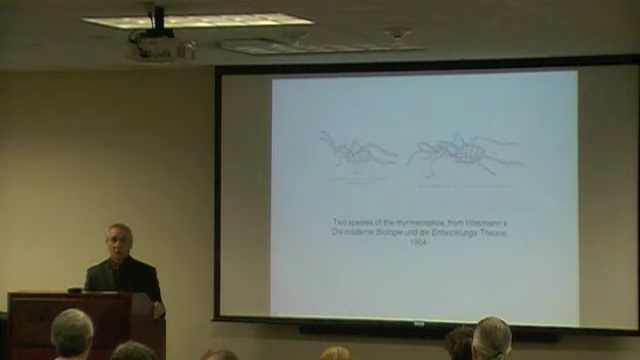 Two species of the myrmecophile, from Wasmann's
Die moderne Biologie und die Entwicklungs Theorie,
1904